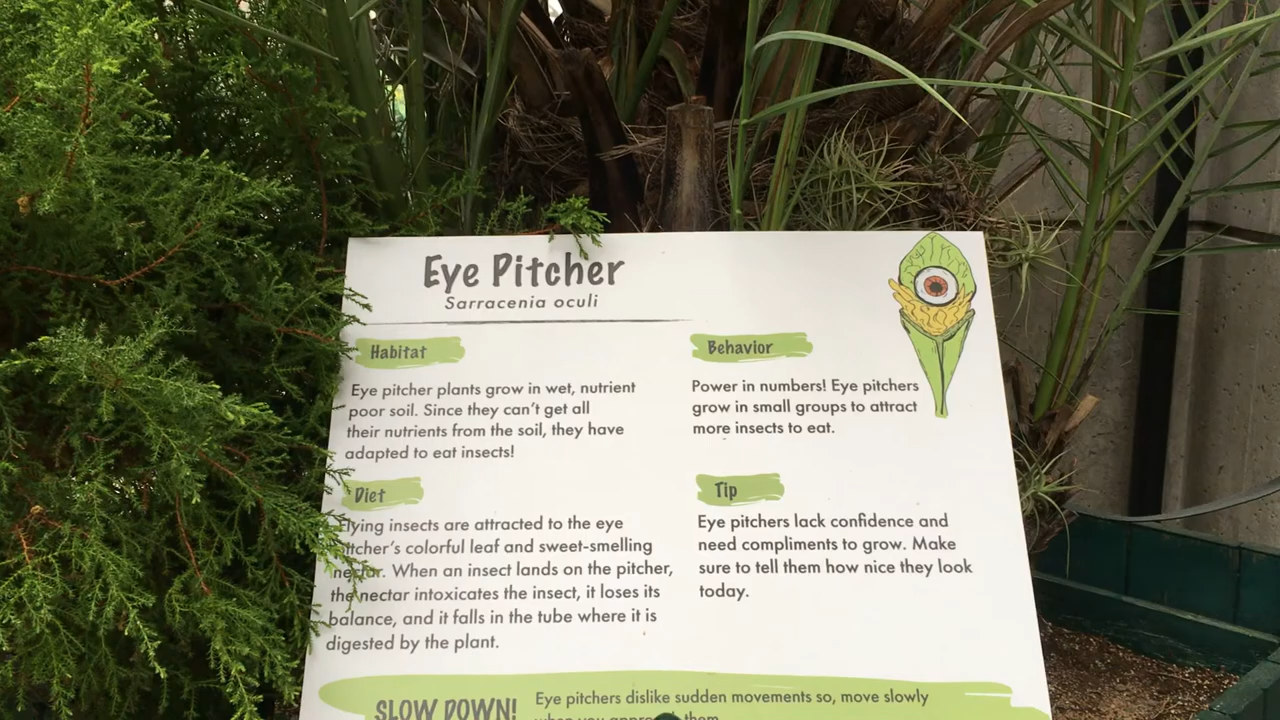 Eye Pitcher
Sarracenia oculi
Habitat
Eye pitcher plants grow in wet, nutrient
poor soil. Since they can't get all
their nutrients from the soil, they have
adapted to eat insects!
Diet
Flying insects are attracted to the eye
pitcher's colorful leaf and sweet-smelling
nectar. When an insect lands on the pitcher,
the nectar intoxicates the insect, it loses its
balance, and it falls in the tube where it is
digested by the plant.
Behavior
Power in numbers! Eye pitchers
grow in small groups to attract
more insects to eat.
Tip
Eye pitchers lack confidence and
need compliments to grow. Make
sure to tell them how nice they look
today.
SLOW DOWN!
Eye pitchers dislike sudden movements so, move slowly
when you approach them